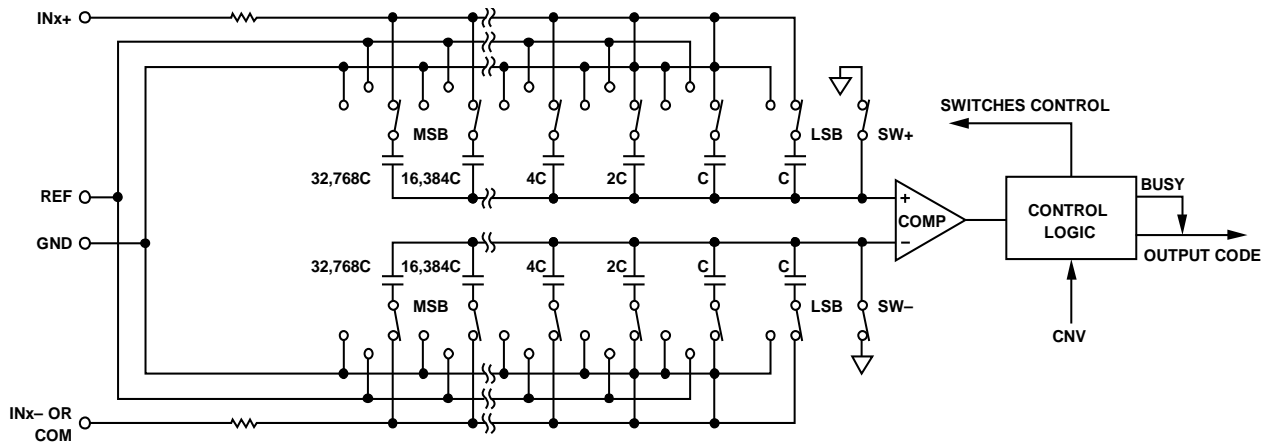 INx+
SWITCHES CONTROL
MSB
LSB
SW+
32,768C
16,384C
4C
2C
C
C
REF
BUSY
+
COMP
CONTROL
LOGIC
GND
–
OUTPUT CODE
32,768C
16,384C
4C
2C
C
C
MSB
LSB
SW–
CNV
INx– OR
COM